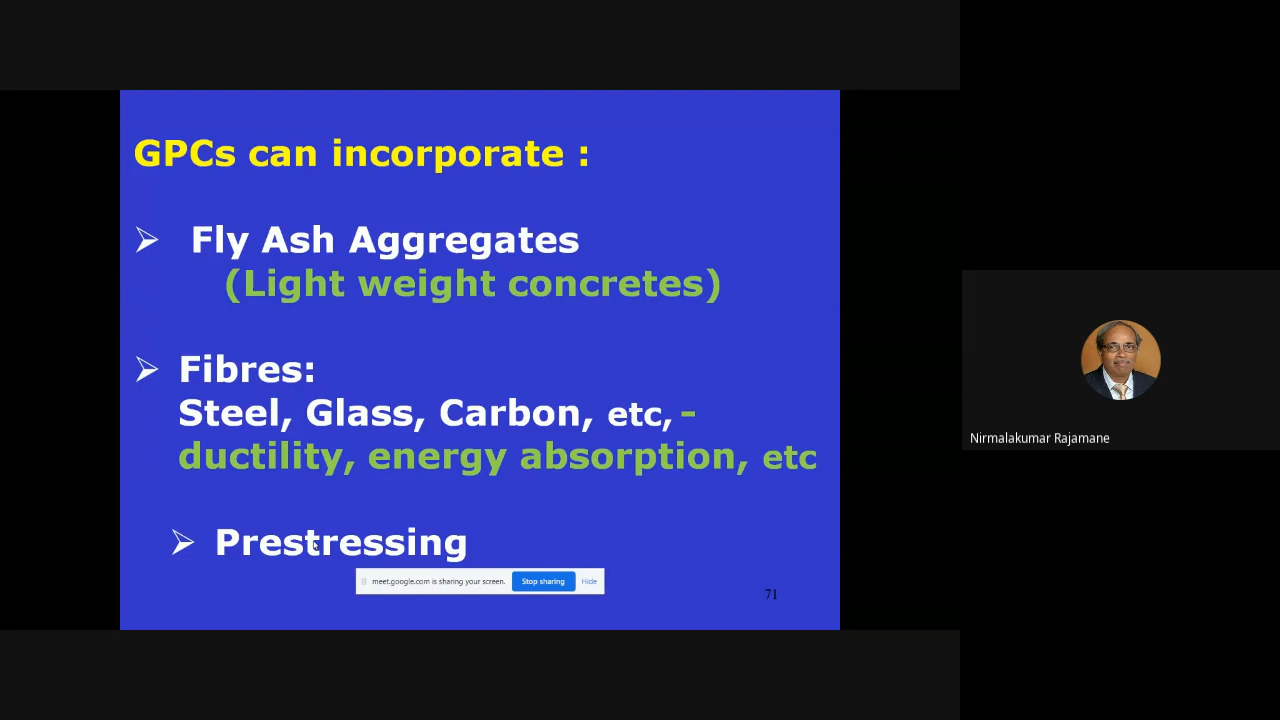 GPCs can incorporate :
➢ Fly Ash Aggregates
(Light weight concretes)
➢ Fibres:
Steel, Glass, Carbon, etc, -
ductility, energy absorption, etc
➢ Prestressing
meet.google.com is sharing your screen. Stop sharing Hide
71
Nirmalakumar Rajamane